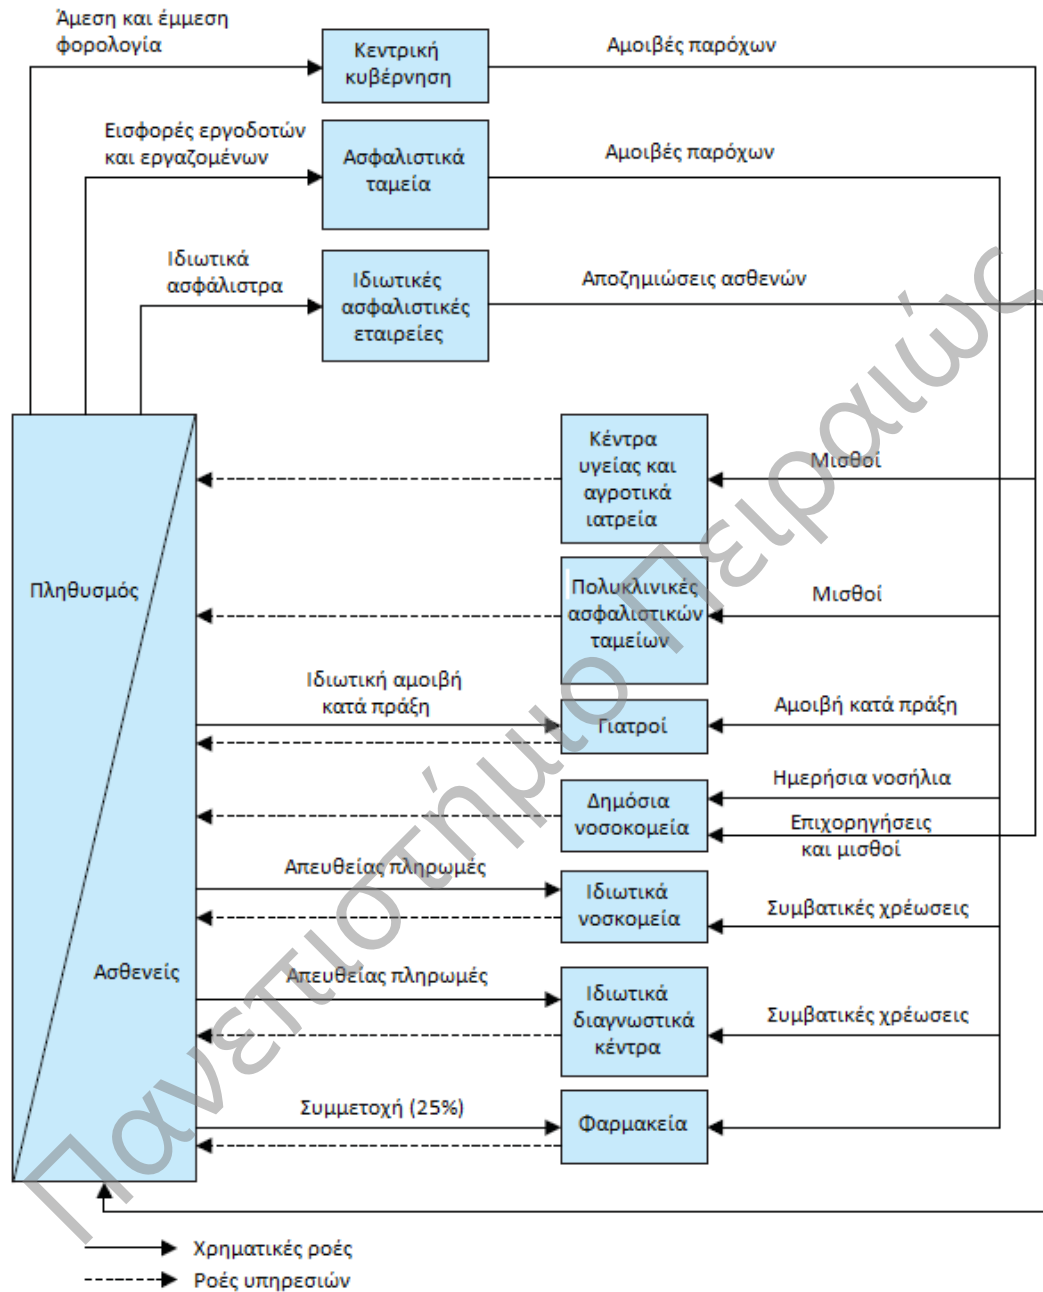 Άμεση και έμμεση
φορολογία
Κεντρική
κυβέρνηση
Αμοιβές παρόχων
Εισφορές εργοδοτών
και εργαζομένων
Ασφαλιστικά
ταμεία
Αμοιβές παρόχων
Ιδιωτικά
ασφάλιστρα
Ιδιωτικές
ασφαλιστικές
εταιρείες
Αποζημιώσεις ασθενών
Κέντρα
υγείας και
αγροτικά
ιατρεία
Μισθοί
Πληθυσμός
Πολυκλινικές
ασφαλιστικών
ταμείων
Μισθοί
Ιδιωτική αμοιβή
κατά πράξη
Γιατροί
Αμοιβή κατά πράξη
Δημόσια
νοσοκομεία
Ημερήσια νοσήλια
Επιχορηγήσεις
και μισθοί
Απευθείας πληρωμές
Ιδιωτικά
νοσκομεία
Συμβατικές χρέωσεις
Ασθενείς
Απευθείας πληρωμές
Ιδιωτικά
διαγνωστικά
κέντρα
Συμβατικές χρέωσεις
Συμμετοχή (25%)
Φαρμακεία
Χρηματικές ροές
Ροές υπηρεσιών
Πανεπιστήμιο Πειραιώς